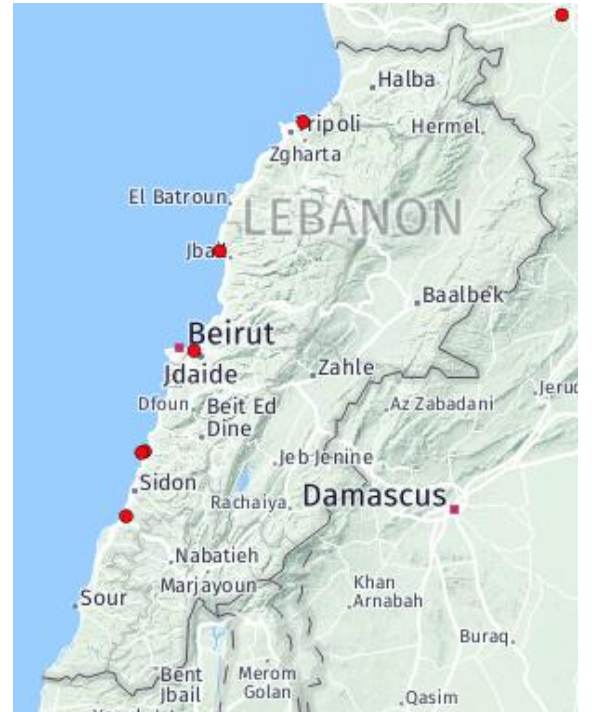 Halba
Tripoli
Hermel
Zgharta
El Batroun
LEBANON
Jbail
Baalbek
Beirut
Jdaide
Zahle
Dfoun
Beit Ed
Dine
Az Zabadani
Jeb Jenine
Sidon
Rachaiya
Damascus
Nabatieh
Marjayoun
Khan
Arnabah
Sour
Buraq
Bent
Jbail
Merom
Golan
Qasim